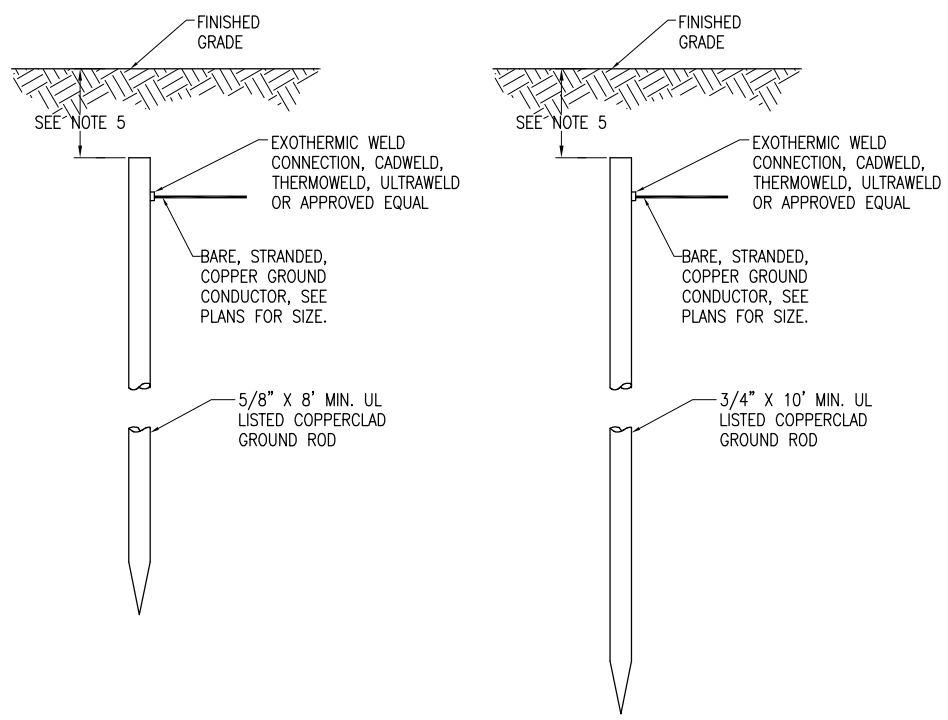 FINISHED
GRADE
SEE NOTE 5
EXOTHERMIC WELD
CONNECTION, CADWELD,
THERMOWELD, ULTRAWELD
OR APPROVED EQUAL
BARE, STRANDED,
COPPER GROUND
CONDUCTOR, SEE
PLANS FOR SIZE.
5/8" X 8' MIN. UL
LISTED COPPERCLAD
GROUND ROD
FINISHED
GRADE
SEE NOTE 5
EXOTHERMIC WELD
CONNECTION, CADWELD,
THERMOWELD, ULTRAWELD
OR APPROVED EQUAL
BARE, STRANDED,
COPPER GROUND
CONDUCTOR, SEE
PLANS FOR SIZE.
3/4" X 10' MIN. UL
LISTED COPPERCLAD
GROUND ROD